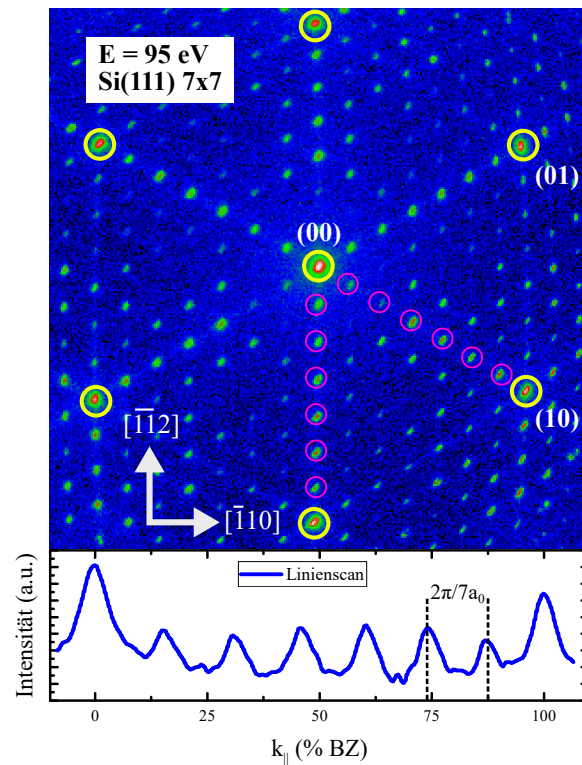 E = 95 eV
Si(111) 7x7
(01)
(00)
(10)
[1̅1̅2]
[1̅10]
Intensität (a.u.)
Linienscan
2π/7a₀
0 25 50 75 100
k∥ (% BZ)